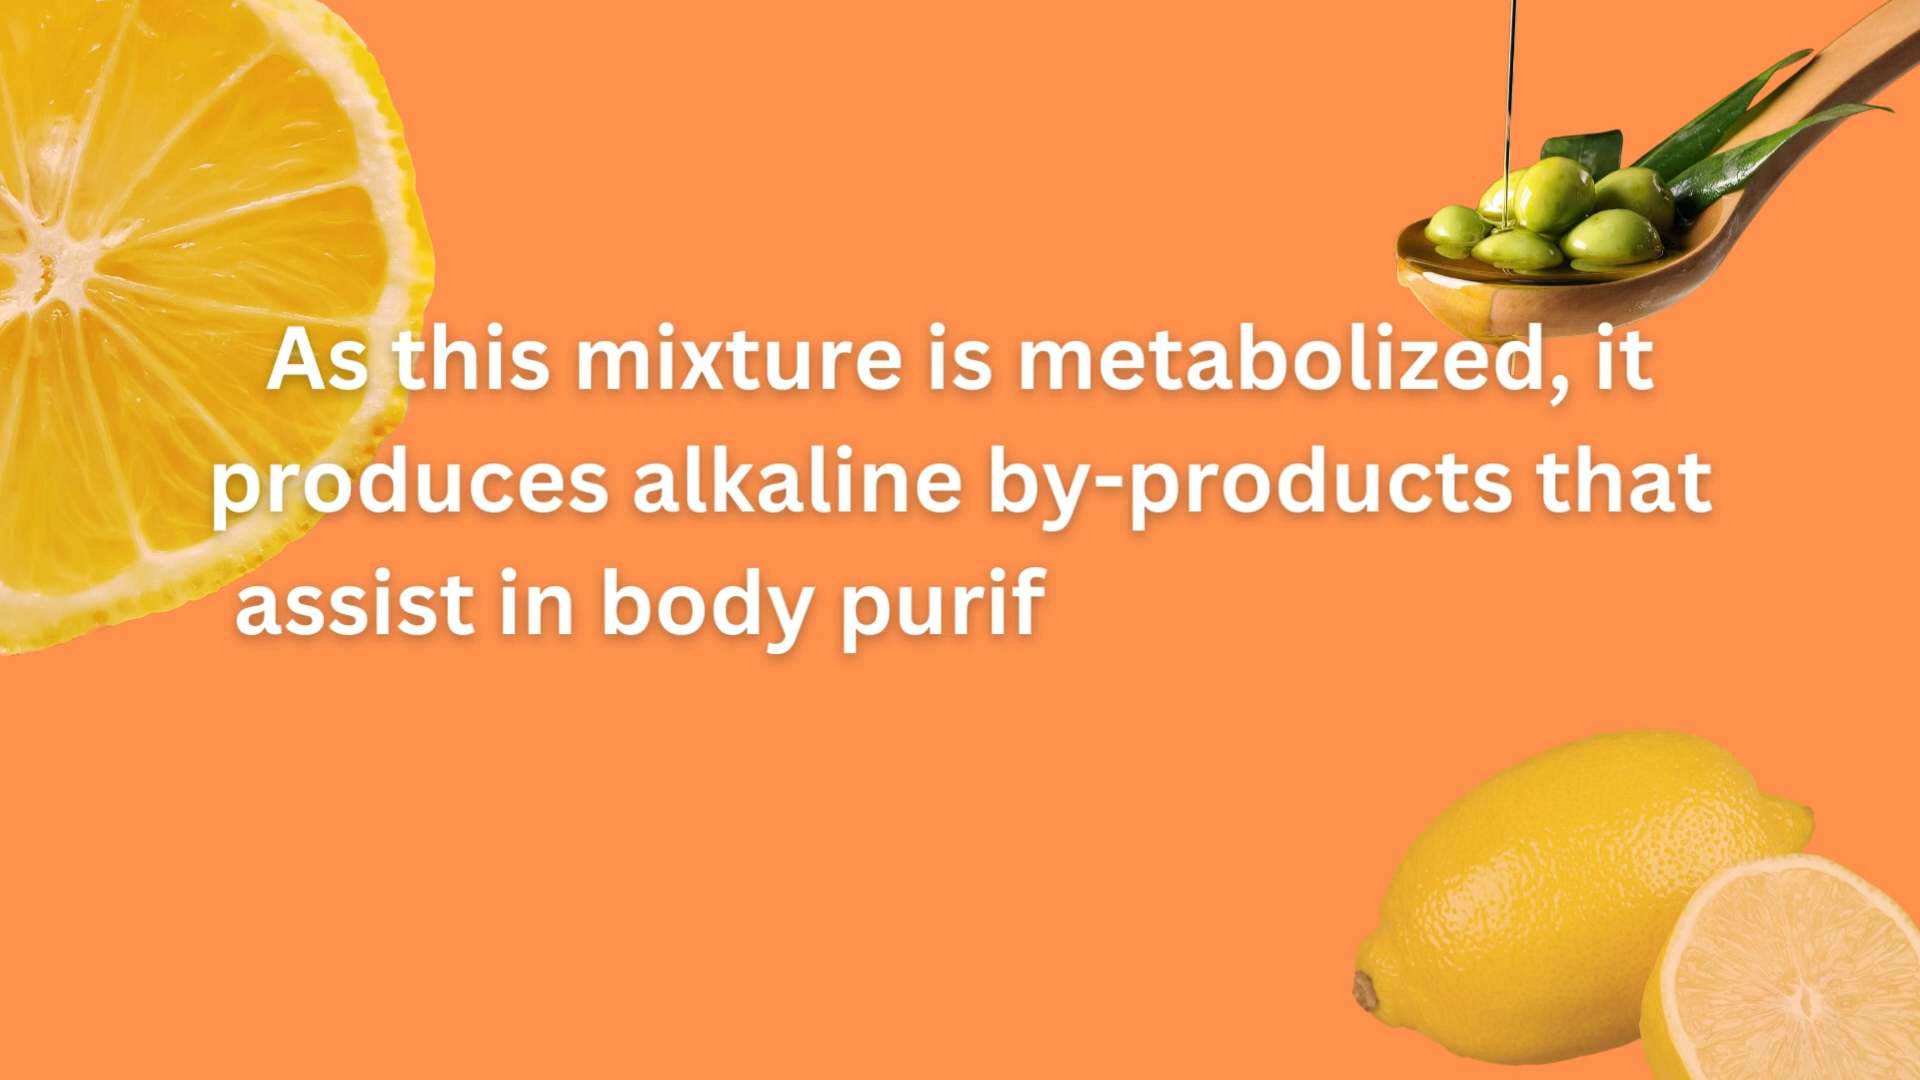 As this mixture is metabolized, it
produces alkaline by-products that
assist in body purif